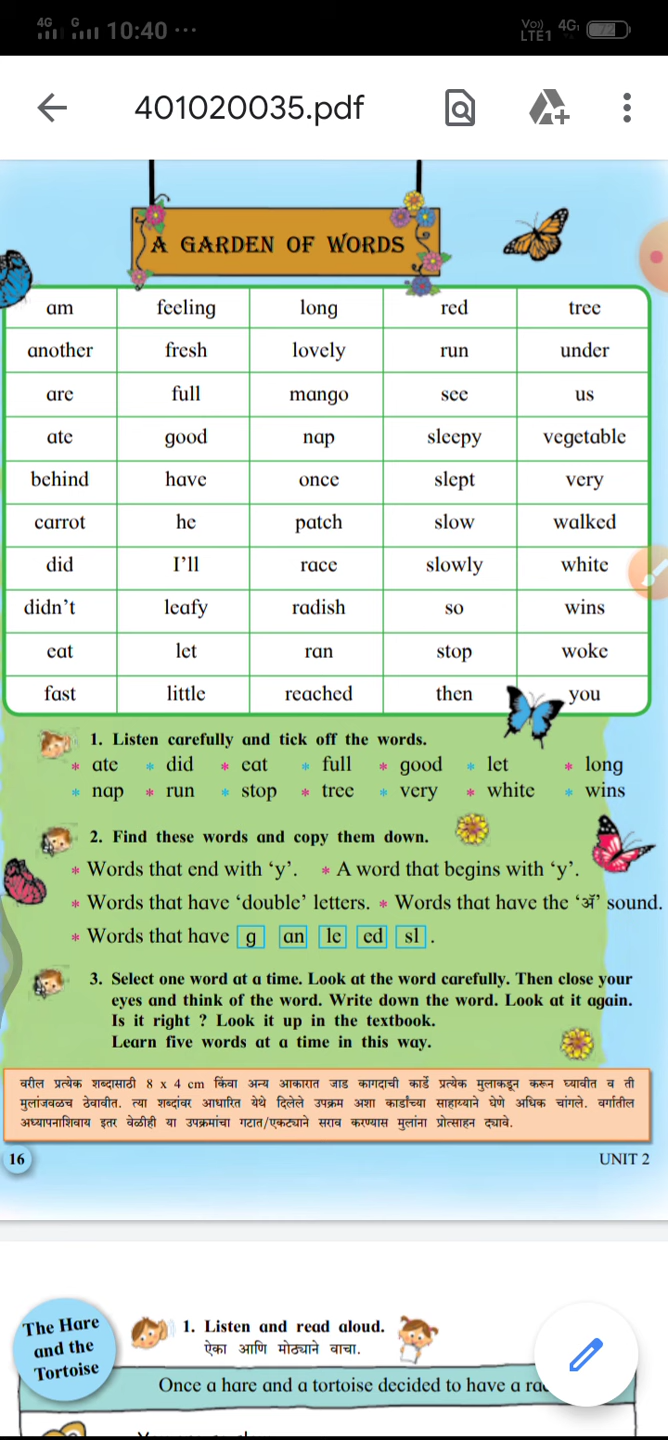 4G G 10:40 ...
Vo)) LTE1 4G 72
401020035.pdf
A GARDEN OF WORDS
am feeling long red tree
another fresh lovely run under
are full mango see us
ate good nap sleepy vegetable
behind have once slept very
carrot he patch slow walked
did I'll race slowly white
didn't leafy radish so wins
eat let ran stop woke
fast little reached then you
1. Listen carefully and tick off the words.
* ate * did * eat * full * good * let * long
* nap * run * stop * tree * very * white * wins
2. Find these words and copy them down.
* Words that end with ‘y’. * A word that begins with ‘y’.
* Words that have ‘double’ letters. * Words that have the ‘ॲ’ sound.
* Words that have g an le ed sl .
3. Select one word at a time. Look at the word carefully. Then close your
eyes and think of the word. Write down the word. Look at it again.
Is it right ? Look it up in the textbook.
Learn five words at a time in this way.
वरील प्रत्येक शब्दासाठी 8 x 4 cm किंवा अन्य आकारात जाड कागदाची कार्डे प्रत्येक मुलाकडून करून घ्यावीत व ती
मुलांजवळच ठेवावीत. त्या शब्दांवर आधारित येथे दिलेले उपक्रम अशा कार्डांच्या साहाय्याने घेणे अधिक चांगले. वर्गातील
अध्यापनाशिवाय इतर वेळीही या उपक्रमांचा गटात/एकट्याने सराव करण्यास मुलांना प्रोत्साहन द्यावे.
16 UNIT 2
The Hare
and the
Tortoise
1. Listen and read aloud.
ऐका आणि मोठ्याने वाचा.
Once a hare and a tortoise decided to have a